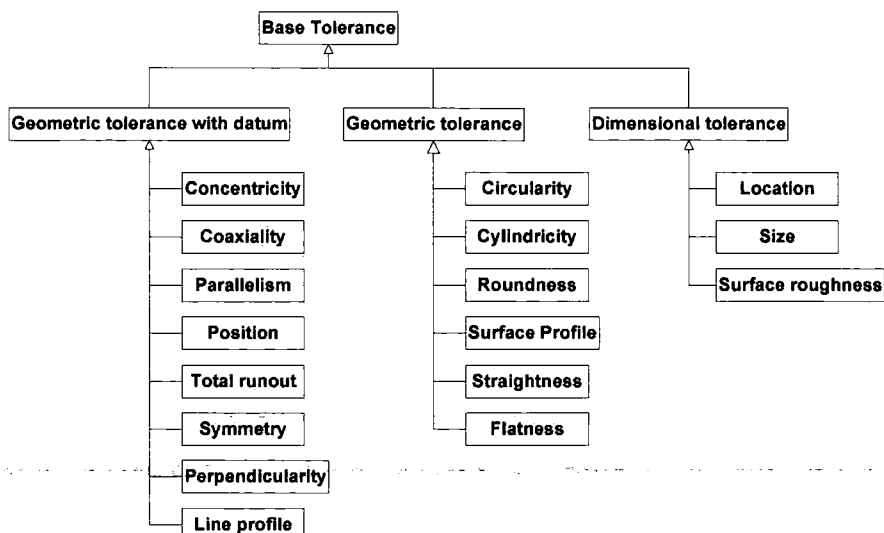 Base Tolerance
Geometric tolerance with datum
Geometric tolerance
Dimensional tolerance
Concentricity
Coaxiality
Parallelism
Position
Total runout
Symmetry
Perpendicularity
Line profile
Circularity
Cylindricity
Roundness
Surface Profile
Straightness
Flatness
Location
Size
Surface roughness